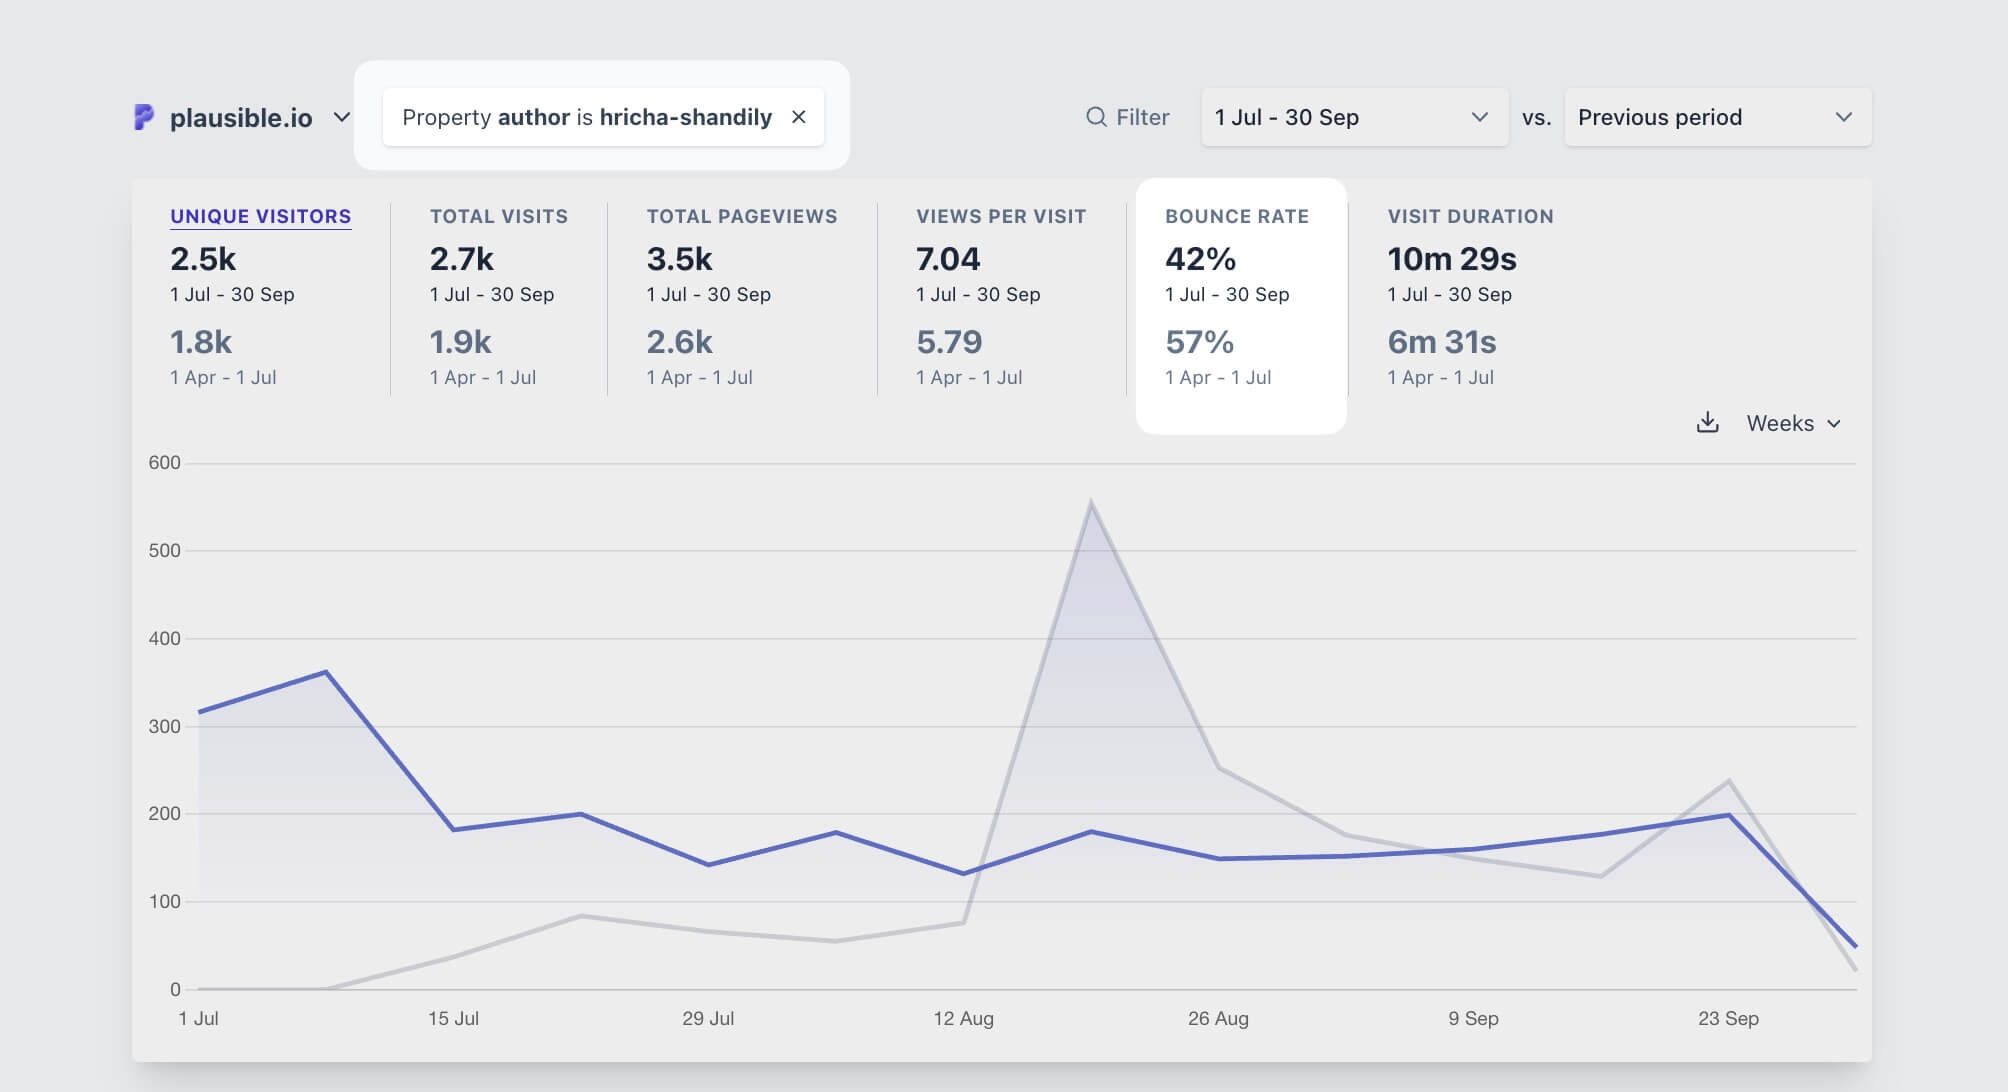 plausible.io
Property author is hricha-shandily
Filter
1 Jul - 30 Sep
vs.
Previous period
UNIQUE VISITORS
2.5k
1 Jul - 30 Sep
1.8k
1 Apr - 1 Jul
TOTAL VISITS
2.7k
1 Jul - 30 Sep
1.9k
1 Apr - 1 Jul
TOTAL PAGEVIEWS
3.5k
1 Jul - 30 Sep
2.6k
1 Apr - 1 Jul
VIEWS PER VISIT
7.04
1 Jul - 30 Sep
5.79
1 Apr - 1 Jul
BOUNCE RATE
42%
1 Jul - 30 Sep
57%
1 Apr - 1 Jul
VISIT DURATION
10m 29s
1 Jul - 30 Sep
6m 31s
1 Apr - 1 Jul
Weeks
600
500
400
300
200
100
0
1 Jul
15 Jul
29 Jul
12 Aug
26 Aug
9 Sep
23 Sep